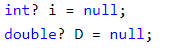 int? i = null;
double? D = null;